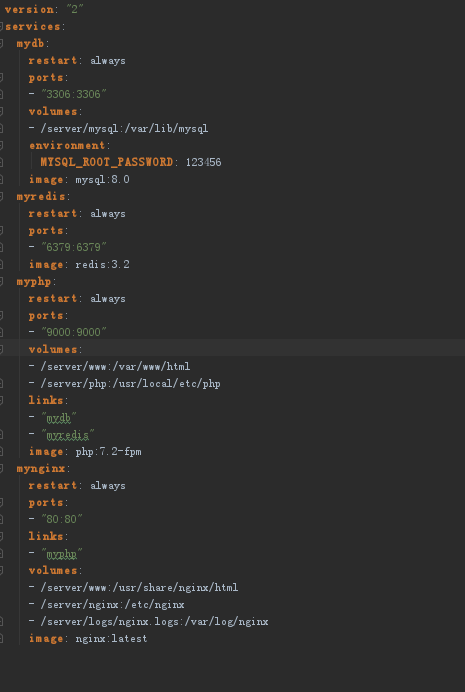 version: "2"
services:
  mydb:
    restart: always
    ports:
    - "3306:3306"
    volumes:
    - /server/mysql:/var/lib/mysql
    environment:
      MYSQL_ROOT_PASSWORD: 123456
    image: mysql:8.0
  myredis:
    restart: always
    ports:
    - "6379:6379"
    image: redis:3.2
  myphp:
    restart: always
    ports:
    - "9000:9000"
    volumes:
    - /server/www:/var/www/html
    - /server/php:/usr/local/etc/php
    links:
    - "mydb"
    - "myredis"
    image: php:7.2-fpm
  mynginx:
    restart: always
    ports:
    - "80:80"
    links:
    - "myphp"
    volumes:
    - /server/www:/usr/share/nginx/html
    - /server/nginx:/etc/nginx
    - /server/logs/nginx.logs:/var/log/nginx
    image: nginx:latest